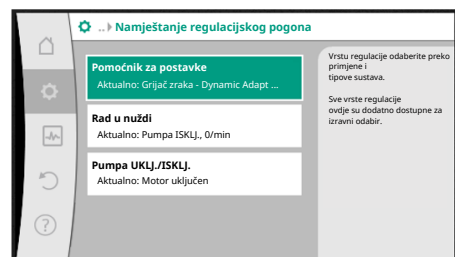 .. Namještanje regulacijskog pogona
Pomoćnik za postavke
Aktualno: Grijač zraka - Dynamic Adapt ...
Rad u nuždi
Aktualno: Pumpa ISKLJ., 0/min
Pumpa UKLJ./ISKLJ.
Aktualno: Motor uključen
Vrstu regulacije odaberite preko
primjene i
tipove sustava.
Sve vrste regulacije
ovdje su dodatno dostupne za
izravni odabir.